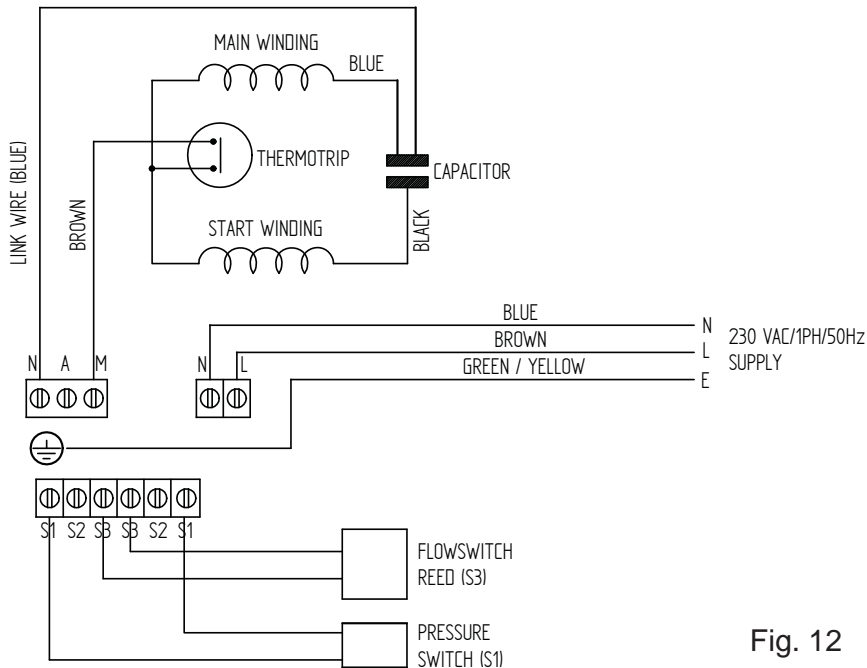 MAIN WINDING
BLUE
THERMOTRIP
CAPACITOR
START WINDING
BLACK
LINK WIRE (BLUE)
BROWN
N A M
N L
BLUE
BROWN
GREEN / YELLOW
N
L
E
230 VAC/1PH/50Hz
SUPPLY
S1 S2 S3 S3 S2 S1
FLOWSWITCH
REED (S3)
PRESSURE
SWITCH (S1)
Fig. 12